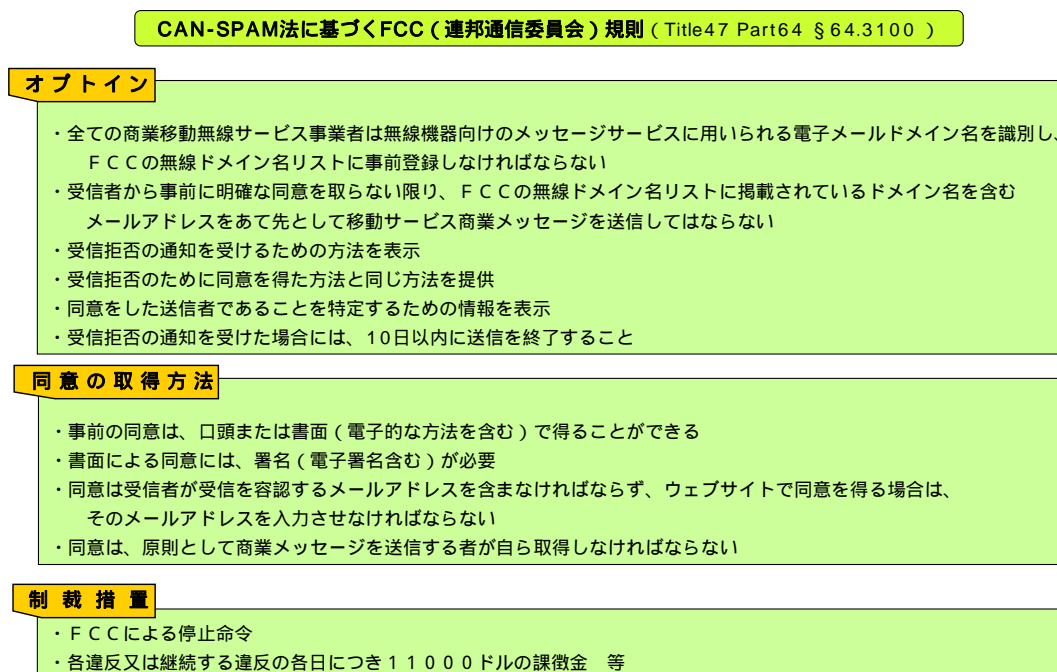 CAN-SPAM法に基づくFCC（連邦通信委員会）規則（Title47 Part64 §64.3100 ）
オプトイン
・全ての商業移動無線サービス事業者は無線機器向けのメッセージサービスに用いられる電子メールドメイン名を識別し、
ＦＣＣの無線ドメイン名リストに事前登録しなければならない
・受信者から事前に明確な同意を取らない限り、ＦＣＣの無線ドメイン名リストに掲載されているドメイン名を含む
メールアドレスをあて先として移動サービス商業メッセージを送信してはならない
・受信拒否の通知を受けるための方法を表示
・受信拒否のために同意を得た方法と同じ方法を提供
・同意をした送信者であることを特定するための情報を表示
・受信拒否の通知を受けた場合には、10日以内に送信を終了すること
同意の取得方法
・事前の同意は、口頭または書面（電子的な方法を含む）で得ることができる
・書面による同意には、署名（電子署名含む）が必要
・同意は受信者が受信を容認するメールアドレスを含まなければならず、ウェブサイトで同意を得る場合は、
そのメールアドレスを入力させなければならない
・同意は、原則として商業メッセージを送信する者が自ら取得しなければならない
制裁措置
・ＦＣＣによる停止命令
・各違反又は継続する違反の各日につき１１０００ドルの課徴金　等